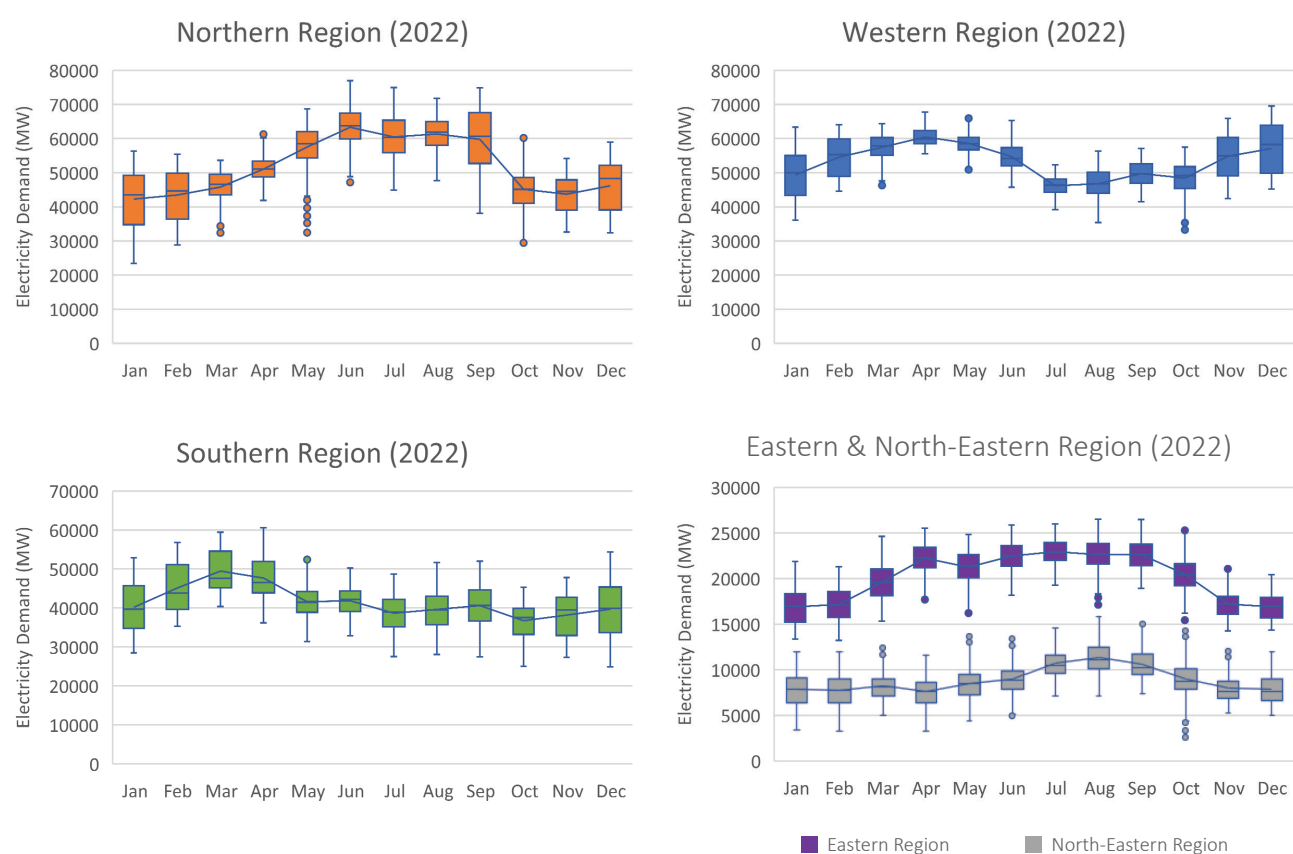 Northern Region (2022)
Electricity Demand (MW)
80000
70000
60000
50000
40000
30000
20000
10000
0
Jan Feb Mar Apr May Jun Jul Aug Sep Oct Nov Dec
Western Region (2022)
Electricity Demand (MW)
80000
70000
60000
50000
40000
30000
20000
10000
0
Jan Feb Mar Apr May Jun Jul Aug Sep Oct Nov Dec
Southern Region (2022)
Electricity Demand (MW)
70000
60000
50000
40000
30000
20000
10000
0
Jan Feb Mar Apr May Jun Jul Aug Sep Oct Nov Dec
Eastern & North-Eastern Region (2022)
Electricity Demand (MW)
30000
25000
20000
15000
10000
5000
0
Jan Feb Mar Apr May Jun Jul Aug Sep Oct Nov Dec
Eastern Region North-Eastern Region